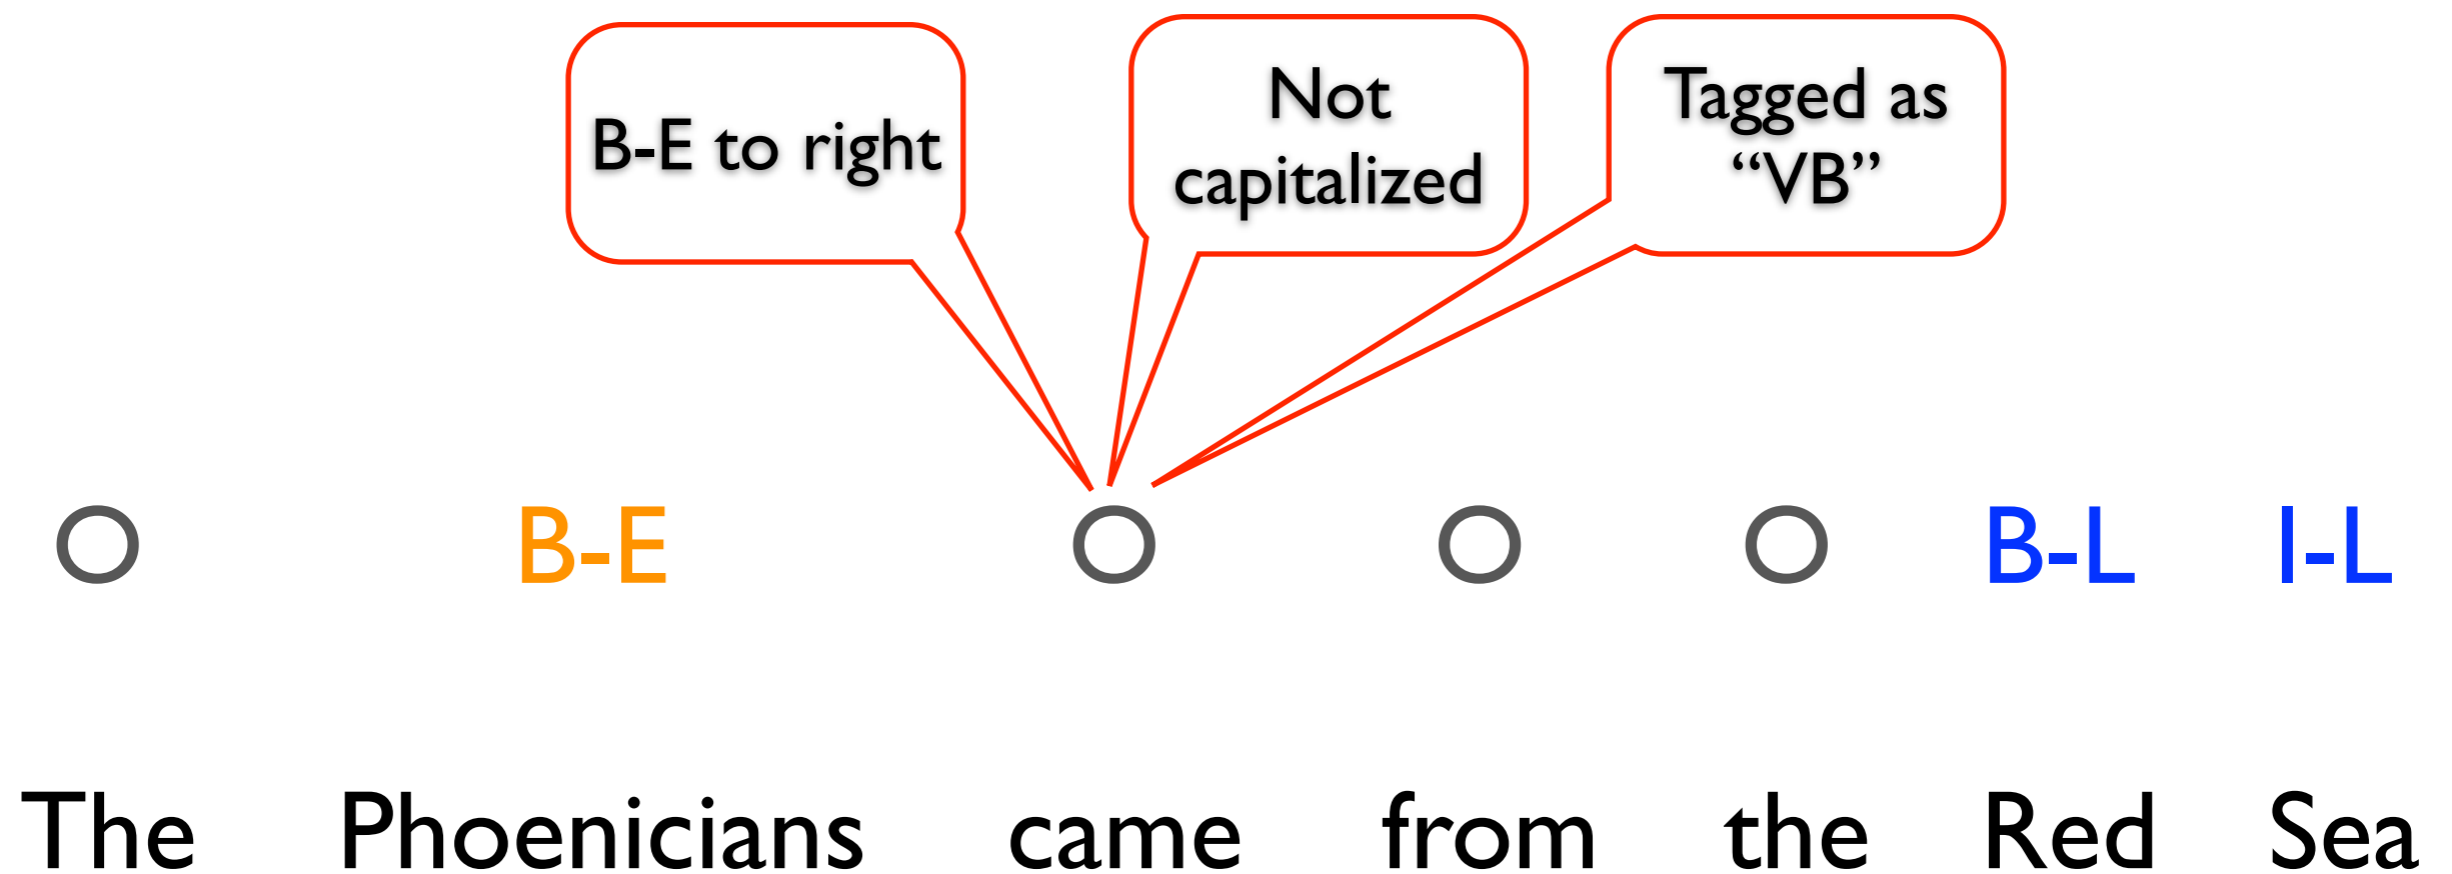 B-E to right
Not
capitalized
Tagged as
“VB”
O B-E O O O B-L I-L
The Phoenicians came from the Red Sea